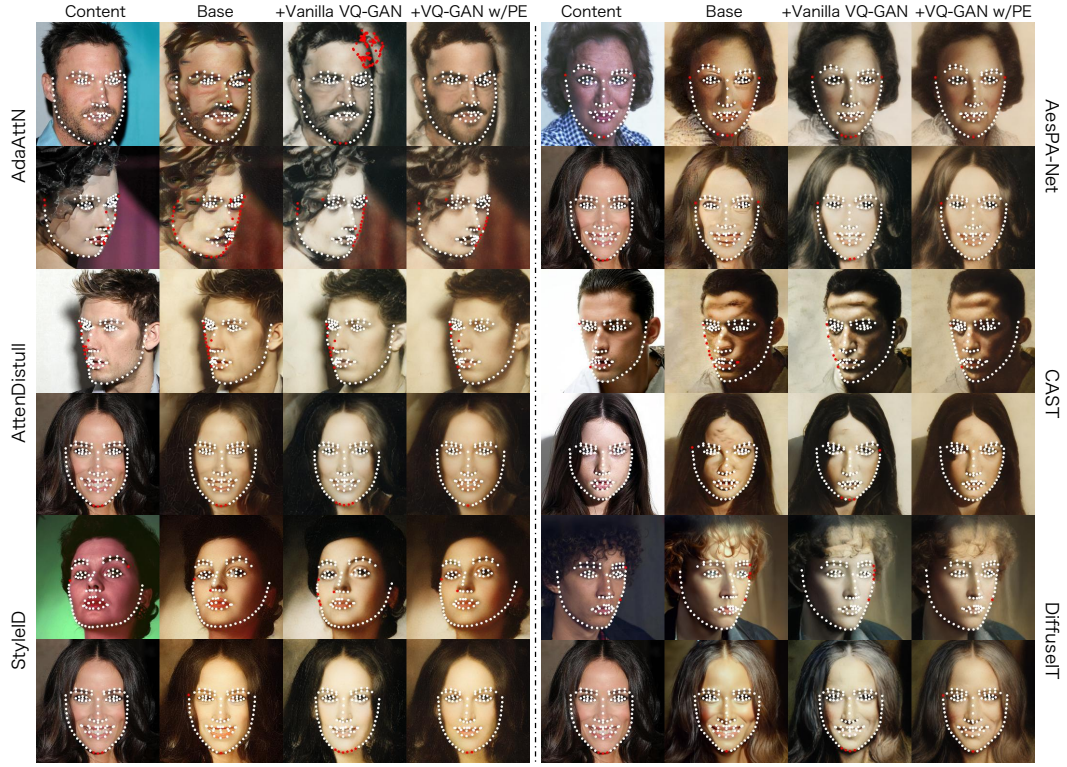 Content Base +Vanilla VQ-GAN +VQ-GAN w/PE Content Base +Vanilla VQ-GAN +VQ-GAN w/PE
AdaAttN
AttenDistull
StyleID
AesPA-Net
CAST
DiffuseIT